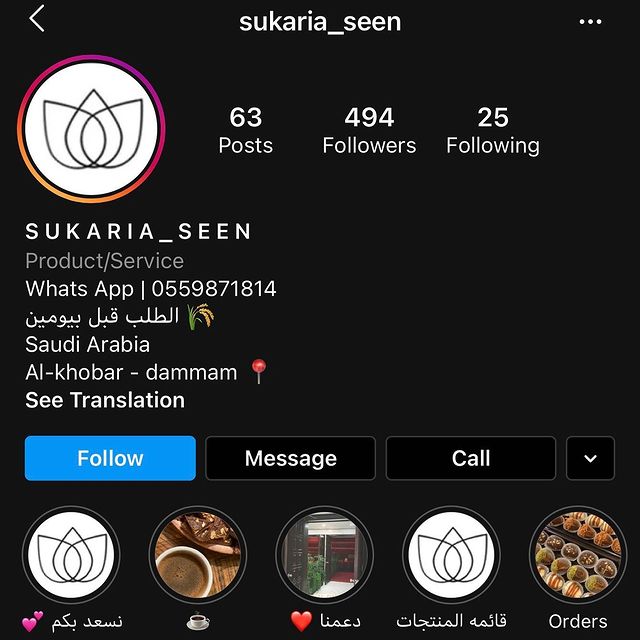 sukaria_seen
63 494 25
Posts Followers Following
S U K A R I A _ S E E N
Product/Service
Whats App | 0559871814
الطلب قبل بيومين 🌾
Saudi Arabia
Al-khobar - dammam 📍
See Translation
Follow Message Call
نسعد بكم 💕 ☕ دعمنا ❤️ قائمه المنتجات Orders